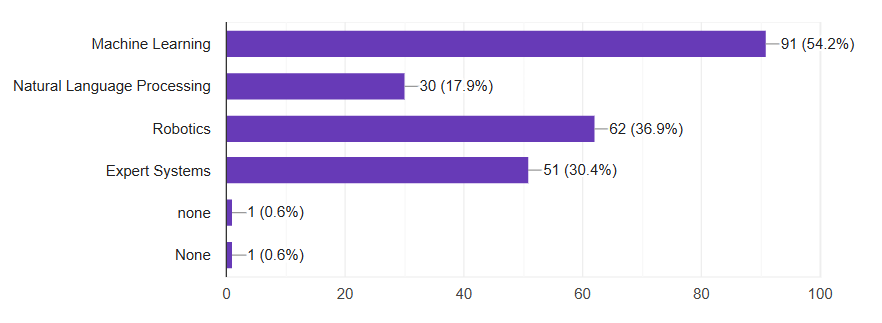 Machine Learning 91 (54.2%)
Natural Language Processing 30 (17.9%)
Robotics 62 (36.9%)
Expert Systems 51 (30.4%)
none 1 (0.6%)
None 1 (0.6%)
0 20 40 60 80 100